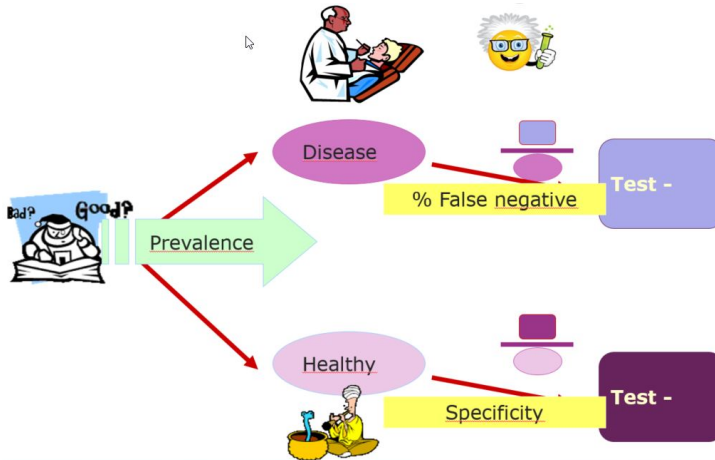 Disease
Test -
% False negative
Bad?
Good?
Prevalence
Healthy
Test -
Specificity